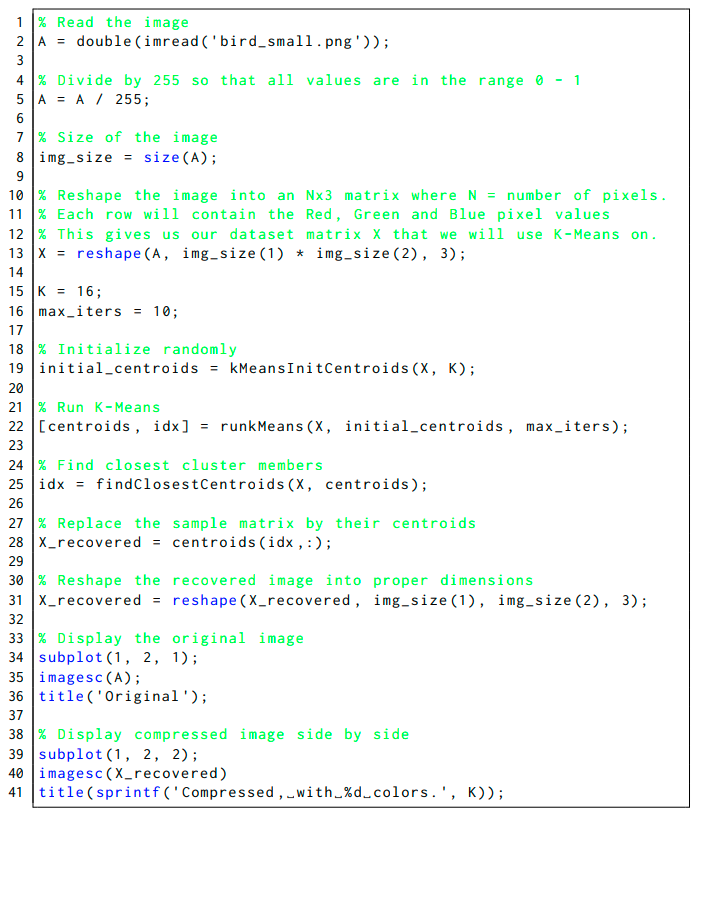 1 % Read the image
2 A = double(imread('bird_small.png'));
3
4 % Divide by 255 so that all values are in the range 0 - 1
5 A = A / 255;
6
7 % Size of the image
8 img_size = size(A);
9
10 % Reshape the image into an Nx3 matrix where N = number of pixels.
11 % Each row will contain the Red, Green and Blue pixel values
12 % This gives us our dataset matrix X that we will use K-Means on.
13 X = reshape(A, img_size(1) * img_size(2), 3);
14
15 K = 16;
16 max_iters = 10;
17
18 % Initialize randomly
19 initial_centroids = kMeansInitCentroids(X, K);
20
21 % Run K-Means
22 [centroids, idx] = runkMeans(X, initial_centroids, max_iters);
23
24 % Find closest cluster members
25 idx = findClosestCentroids(X, centroids);
26
27 % Replace the sample matrix by their centroids
28 X_recovered = centroids(idx,:);
29
30 % Reshape the recovered image into proper dimensions
31 X_recovered = reshape(X_recovered, img_size(1), img_size(2), 3);
32
33 % Display the original image
34 subplot(1, 2, 1);
35 imagesc(A);
36 title('Original');
37
38 % Display compressed image side by side
39 subplot(1, 2, 2);
40 imagesc(X_recovered)
41 title(sprintf('Compressed,␣with␣%d␣colors.', K));